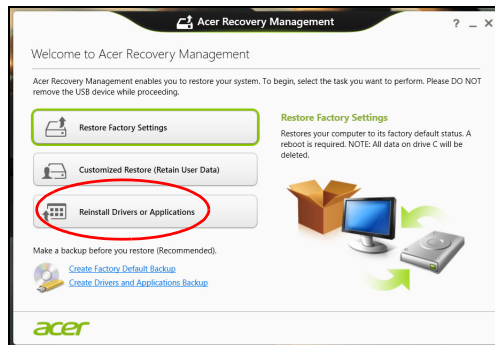 Acer Recovery Management
? _ X
Welcome to Acer Recovery Management
Acer Recovery Management enables you to restore your system. To begin, select the task you want to perform. Please DO NOT
remove the USB device while proceeding.
Restore Factory Settings
Customized Restore (Retain User Data)
Reinstall Drivers or Applications
Restore Factory Settings
Restores your computer to its factory default status. A
reboot is required. NOTE: All data on drive C will be
deleted.
Make a backup before you restore (Recommended).
Create Factory Default Backup
Create Drivers and Applications Backup
acer